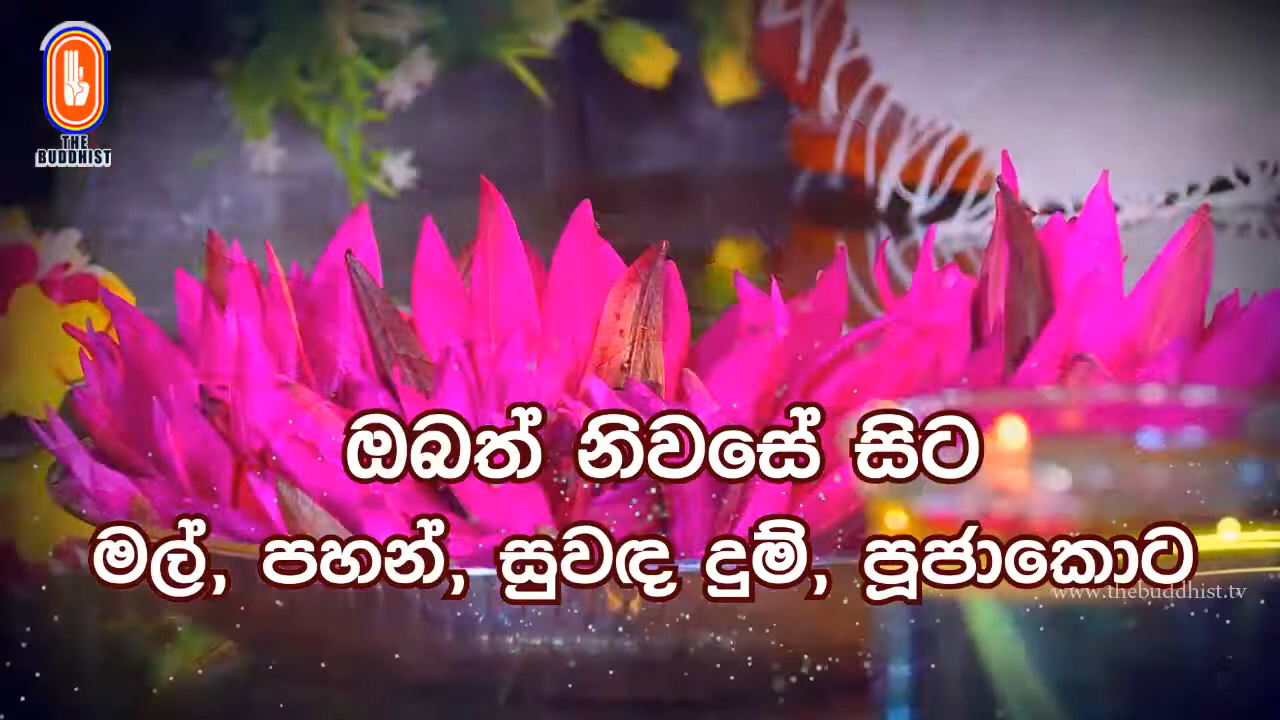 THE
BUDDHIST
ඔබත් නිවසේ සිට
මල්, පහන්, සුවඳ දුම්, පූජාකොට
www.thebuddhist.tv